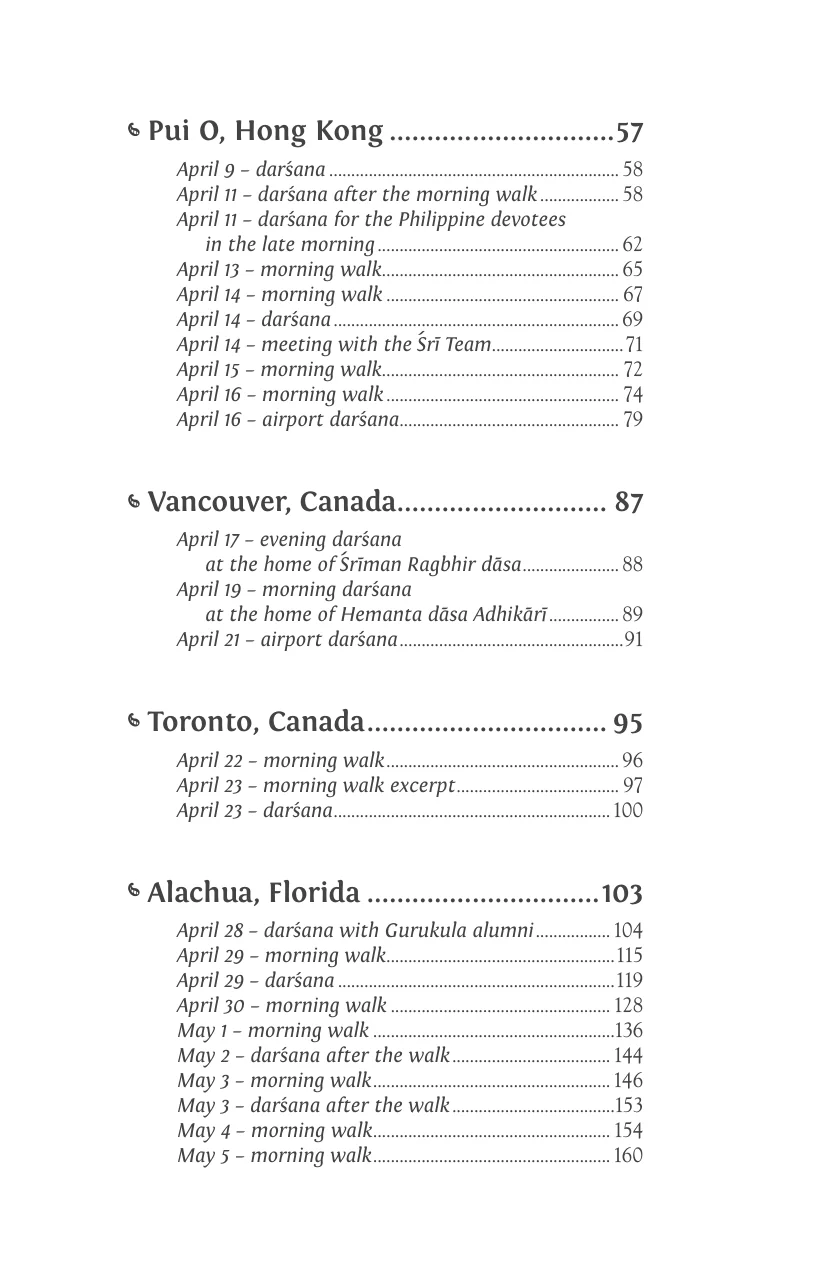 Pui O, Hong Kong ..............................57
April 9 – darśana ................................................................. 58
April 11 – darśana after the morning walk .................. 58
April 11 – darśana for the Philippine devotees
in the late morning ...................................................... 62
April 13 – morning walk..................................................... 65
April 14 – morning walk .................................................... 67
April 14 – darśana ................................................................ 69
April 14 – meeting with the Śrī Team.............................71
April 15 – morning walk..................................................... 72
April 16 – morning walk .................................................... 74
April 16 – airport darśana................................................. 79
Vancouver, Canada............................ 87
April 17 – evening darśana
at the home of Śrīman Ragbhir dāsa...................... 88
April 19 – morning darśana
at the home of Hemanta dāsa Adhikārī ................ 89
April 21 – airport darśana ..................................................91
Toronto, Canada................................ 95
April 22 – morning walk .................................................... 96
April 23 – morning walk excerpt..................................... 97
April 23 – darśana.............................................................. 100
Alachua, Florida ...............................103
April 28 – darśana with Gurukula alumni ................. 104
April 29 – morning walk....................................................115
April 29 – darśana ..............................................................119
April 30 – morning walk ................................................. 128
May 1 – morning walk ......................................................136
May 2 – darśana after the walk .................................... 144
May 3 – morning walk..................................................... 146
May 3 – darśana after the walk .....................................153
May 4 – morning walk..................................................... 154
May 5 – morning walk..................................................... 160